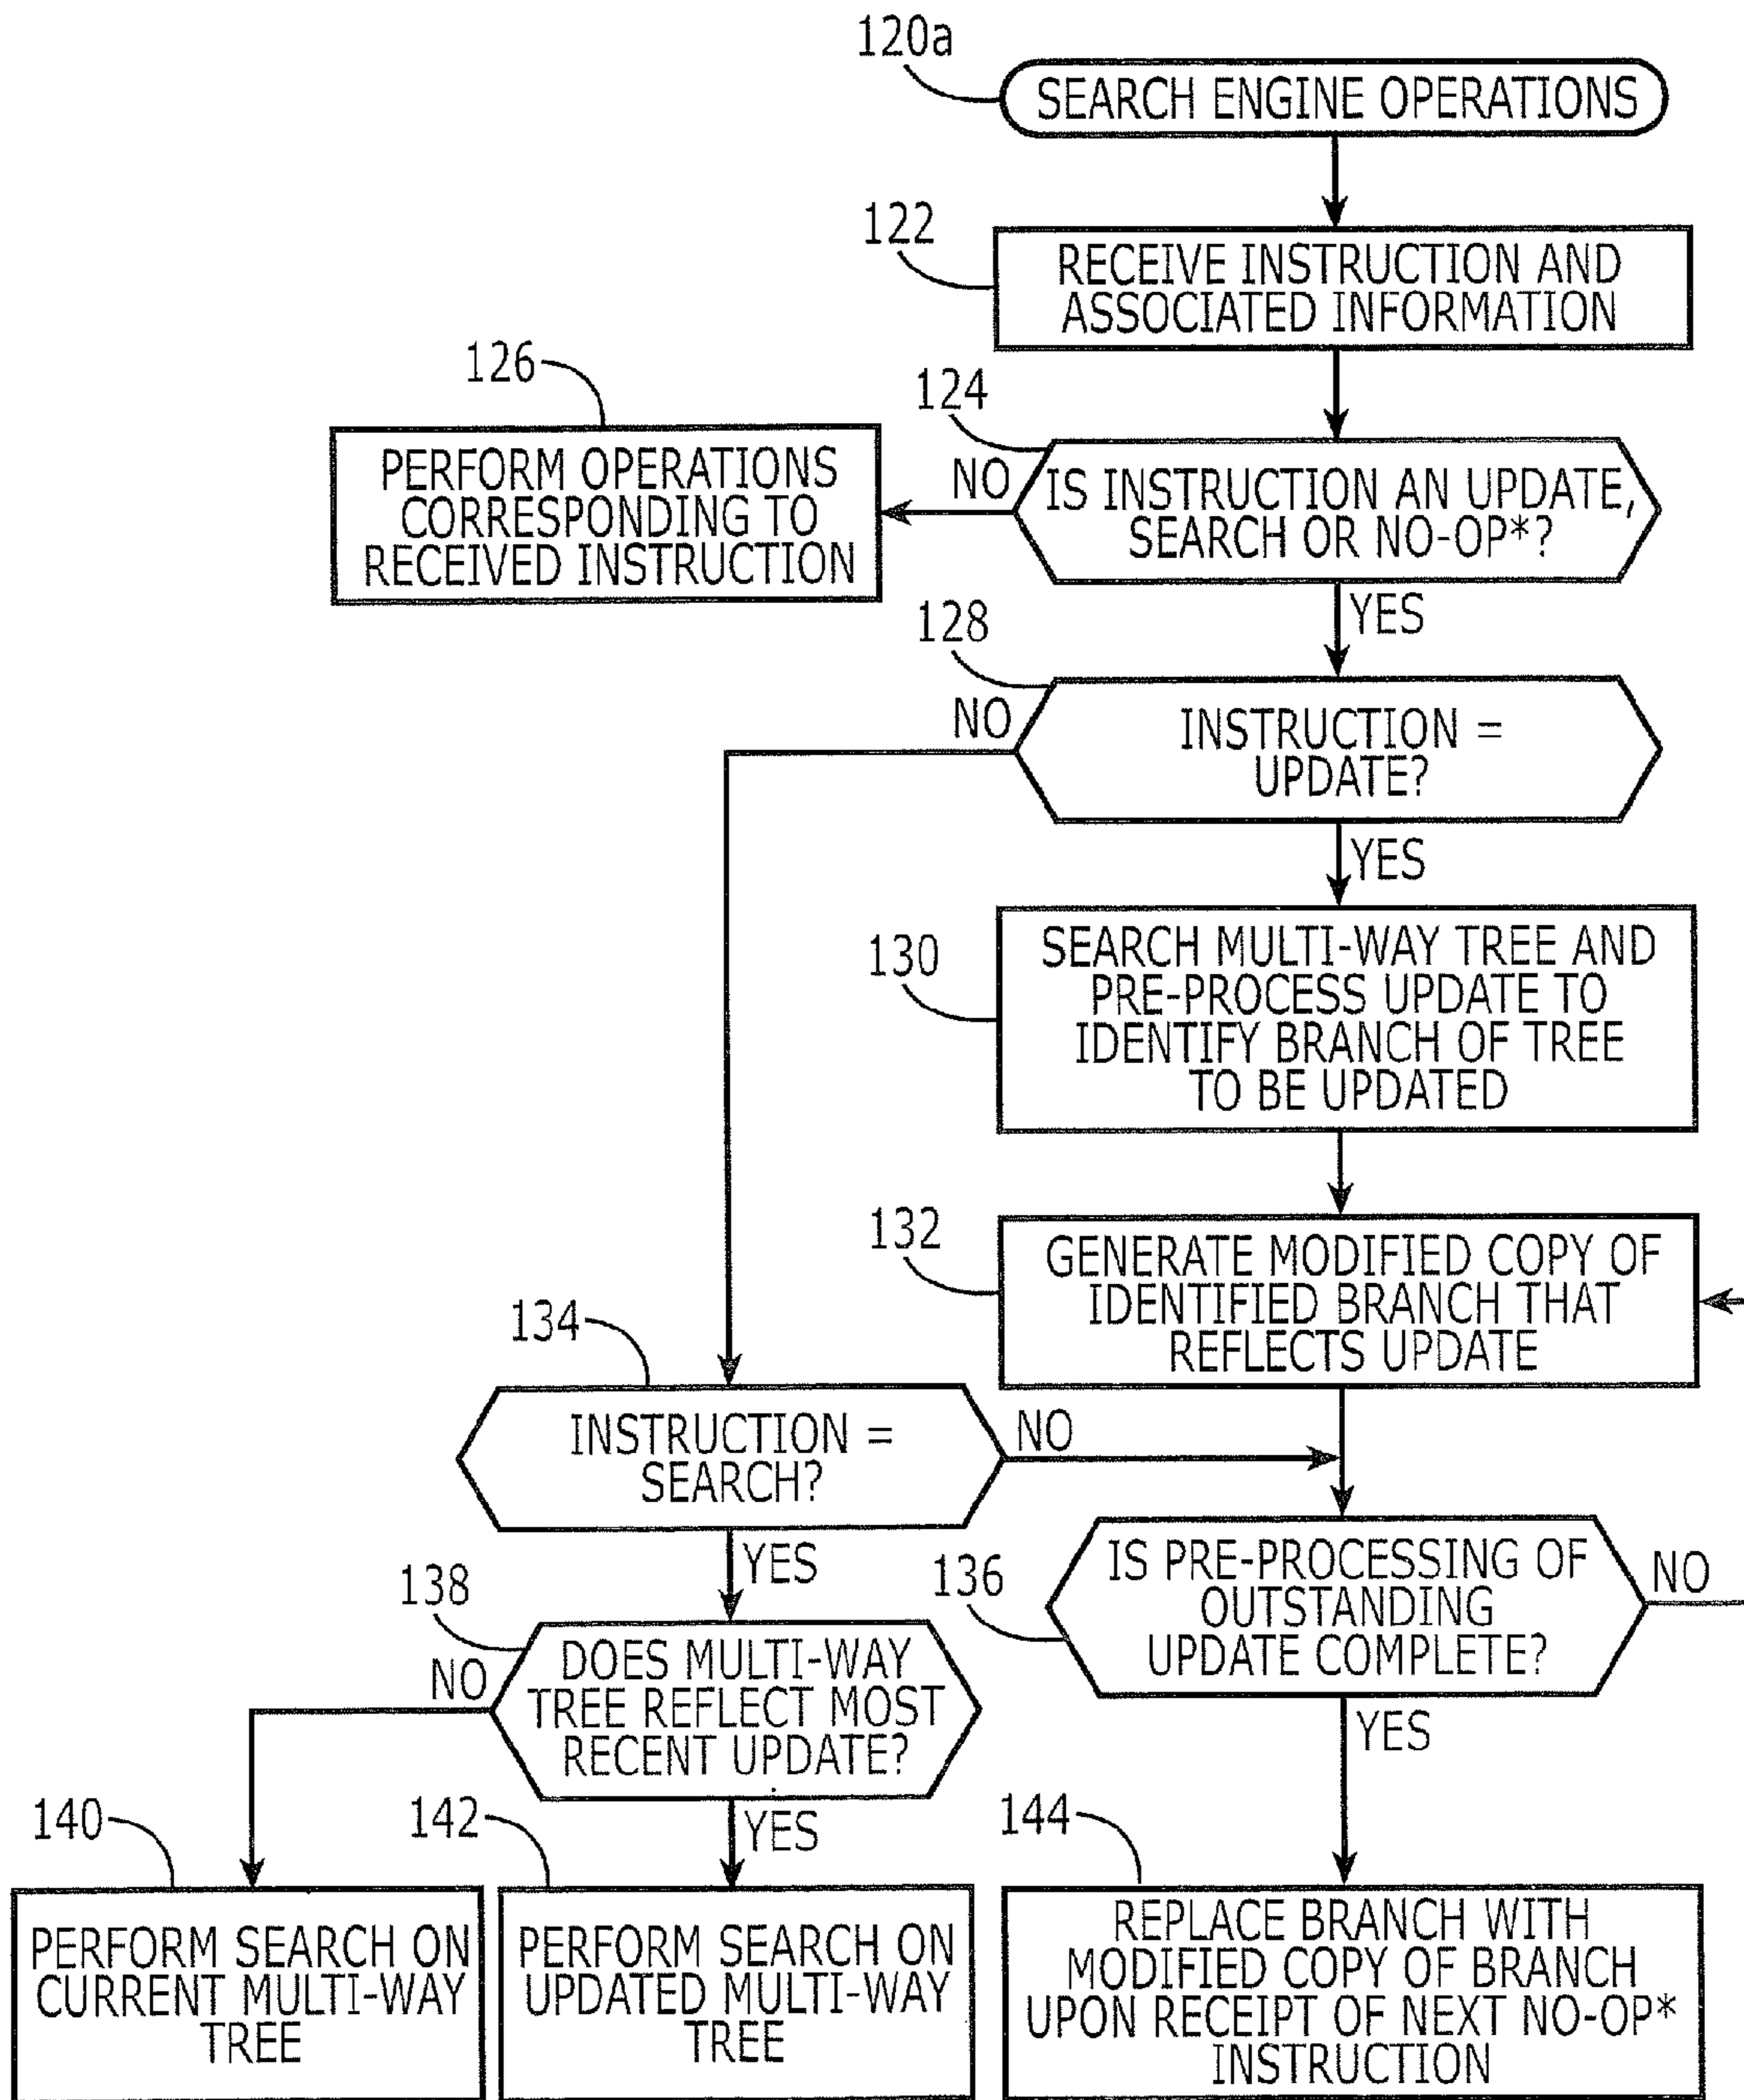 120a
SEARCH ENGINE OPERATIONS
122
RECEIVE INSTRUCTION AND
ASSOCIATED INFORMATION
126
PERFORM OPERATIONS
CORRESPONDING TO
RECEIVED INSTRUCTION
124
NO
IS INSTRUCTION AN UPDATE,
SEARCH OR NO-OP*?
YES
128
NO
INSTRUCTION =
UPDATE?
YES
130
SEARCH MULTI-WAY TREE AND
PRE-PROCESS UPDATE TO
IDENTIFY BRANCH OF TREE
TO BE UPDATED
132
GENERATE MODIFIED COPY OF
IDENTIFIED BRANCH THAT
REFLECTS UPDATE
134
INSTRUCTION =
SEARCH?
NO
YES
136
IS PRE-PROCESSING OF
OUTSTANDING
UPDATE COMPLETE?
NO
YES
138
NO
DOES MULTI-WAY
TREE REFLECT MOST
RECENT UPDATE?
YES
140
PERFORM SEARCH ON
CURRENT MULTI-WAY
TREE
142
PERFORM SEARCH ON
UPDATED MULTI-WAY
TREE
144
REPLACE BRANCH WITH
MODIFIED COPY OF BRANCH
UPON RECEIPT OF NEXT NO-OP*
INSTRUCTION